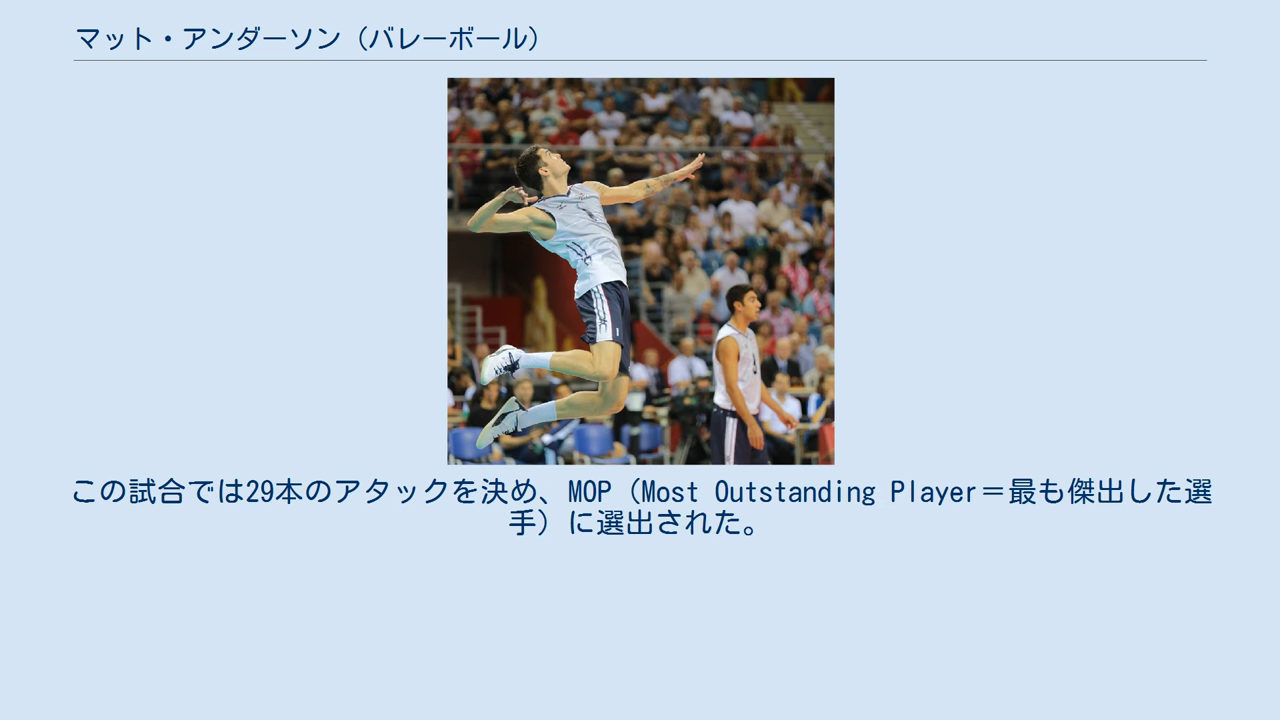 マット・アンダーソン（バレーボール）
この試合では29本のアタックを決め、MOP（Most Outstanding Player＝最も傑出した選
手）に選出された。